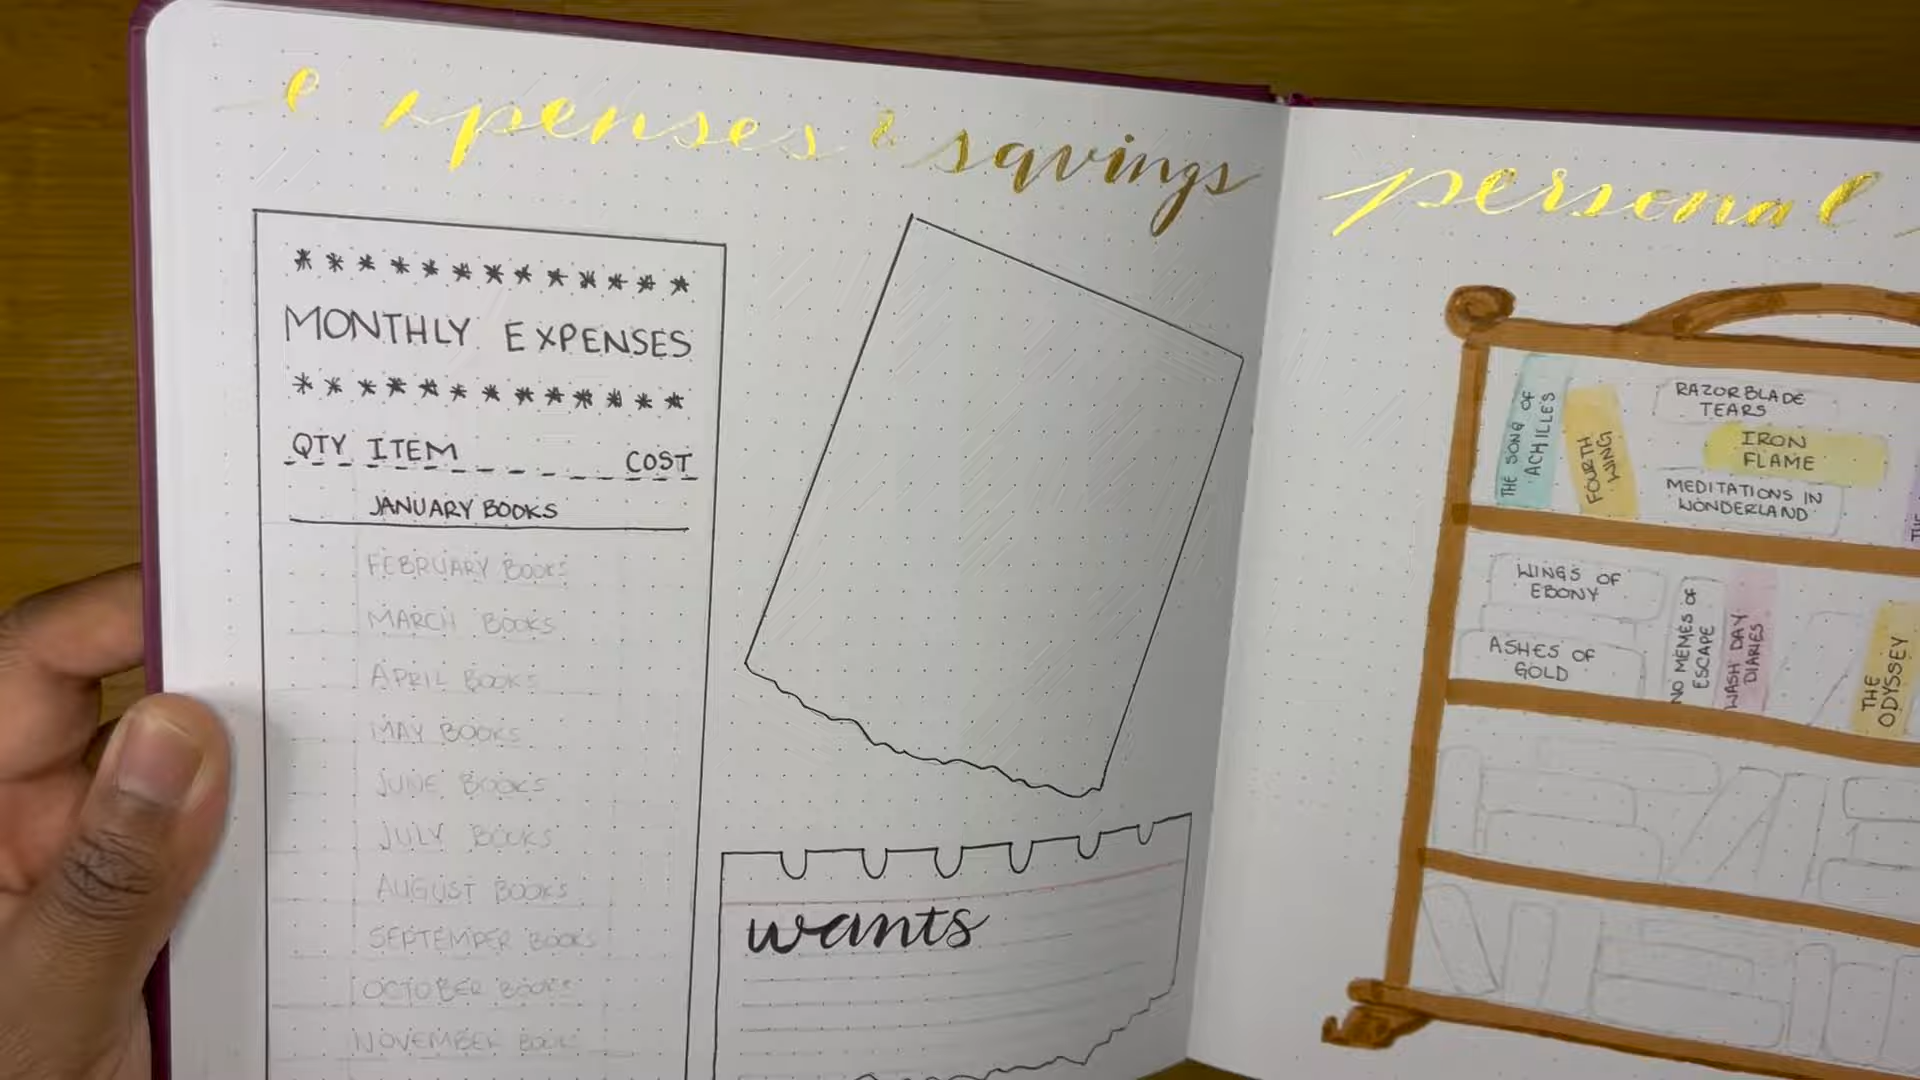 expenses & savings
* * * * * * * * * * * * *
MONTHLY EXPENSES
* * * * * * * * * * * * *
QTY ITEM COST
JANUARY BOOKS
FEBRUARY BOOKS
MARCH BOOKS
APRIL BOOKS
MAY BOOKS
JUNE BOOKS
JULY BOOKS
AUGUST BOOKS
SEPTEMBER BOOKS
OCTOBER BOOKS
NOVEMBER BOOKS
wants
personal
THE SONG OF
ACHILLES
FOURTH
WING
RAZORBLADE
TEARS
IRON
FLAME
MEDITATIONS IN
WONDERLAND
WINGS OF
EBONY
ASHES OF
GOLD
NO MEMES OF
ESCAPE
WASH DAY
DIARIES
THE
ODYSSEY